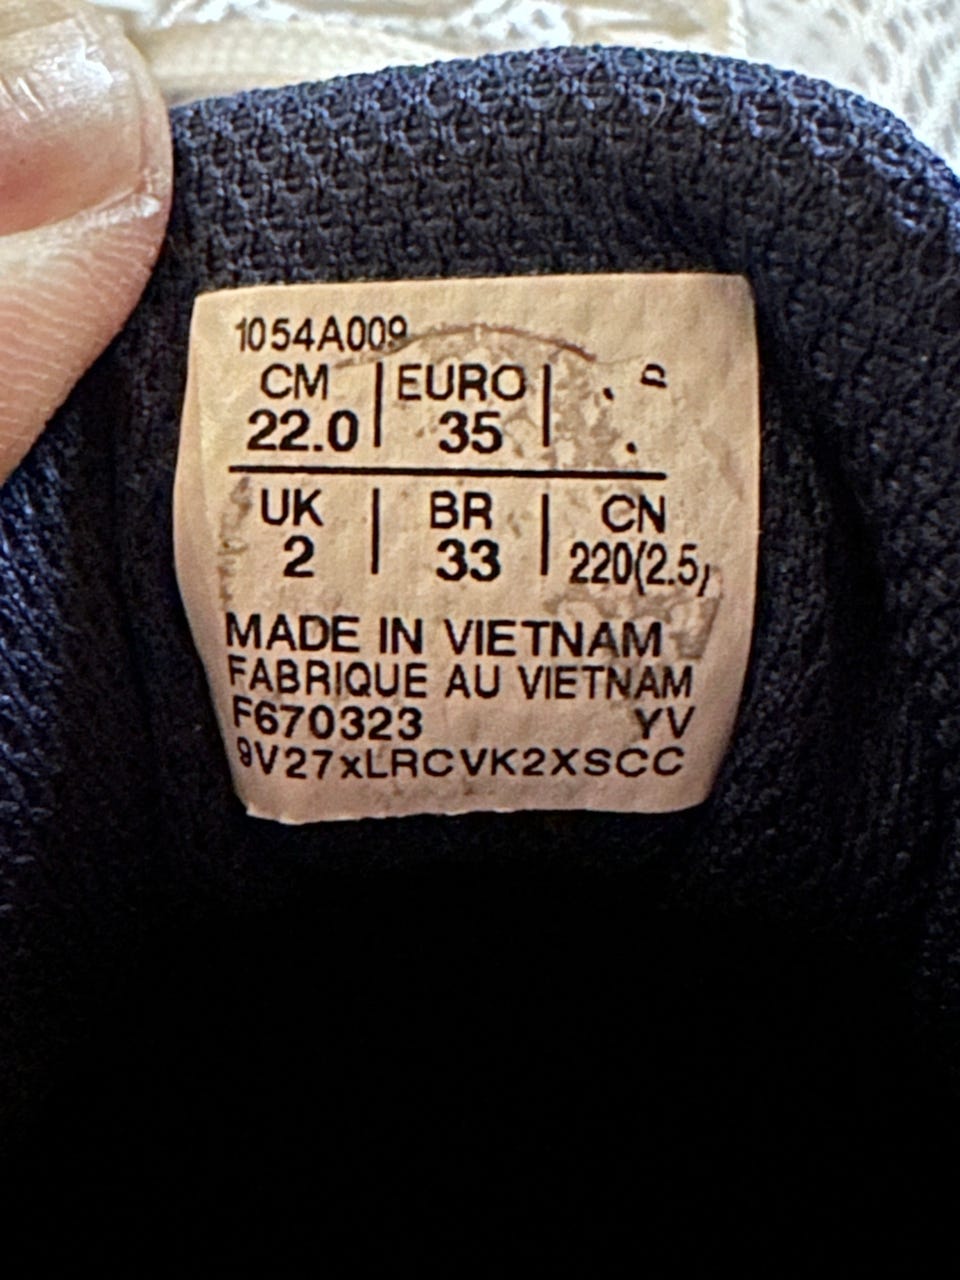 1054A009
CM | EURO |
22.0 | 35 |
UK | BR | CN
2 | 33 | 220(2.5)
MADE IN VIETNAM
FABRIQUE AU VIETNAM
F670323 YV
9V27xLRCVK2XSCC